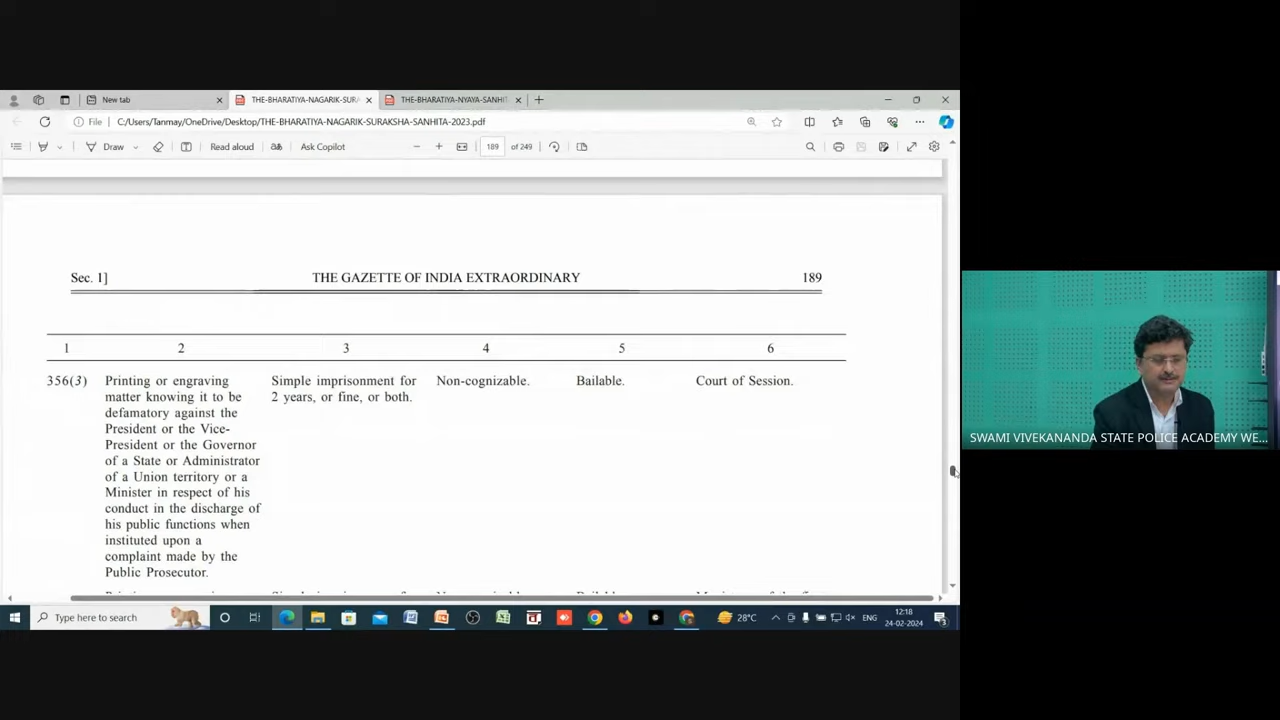 New tab
THE-BHARATIYA-NAGARIK-SURA
THE-BHARATIYA-NYAYA-SANHIT
File
C:/Users/Tanmay/OneDrive/Desktop/THE-BHARATIYA-NAGARIK-SURAKSHA-SANHITA-2023.pdf
Draw
Read aloud
Ask Copilot
189 of 249
Sec. 1] THE GAZETTE OF INDIA EXTRAORDINARY 189
1 2 3 4 5 6
356(3) Printing or engraving Simple imprisonment for Non-cognizable. Bailable. Court of Session.
matter knowing it to be 2 years, or fine, or both.
defamatory against the
President or the Vice-
President or the Governor
of a State or Administrator
of a Union territory or a
Minister in respect of his
conduct in the discharge of
his public functions when
instituted upon a
complaint made by the
Public Prosecutor.
SWAMI VIVEKANANDA STATE POLICE ACADEMY WE...
Type here to search
28°C
ENG
12:18
24-02-2024